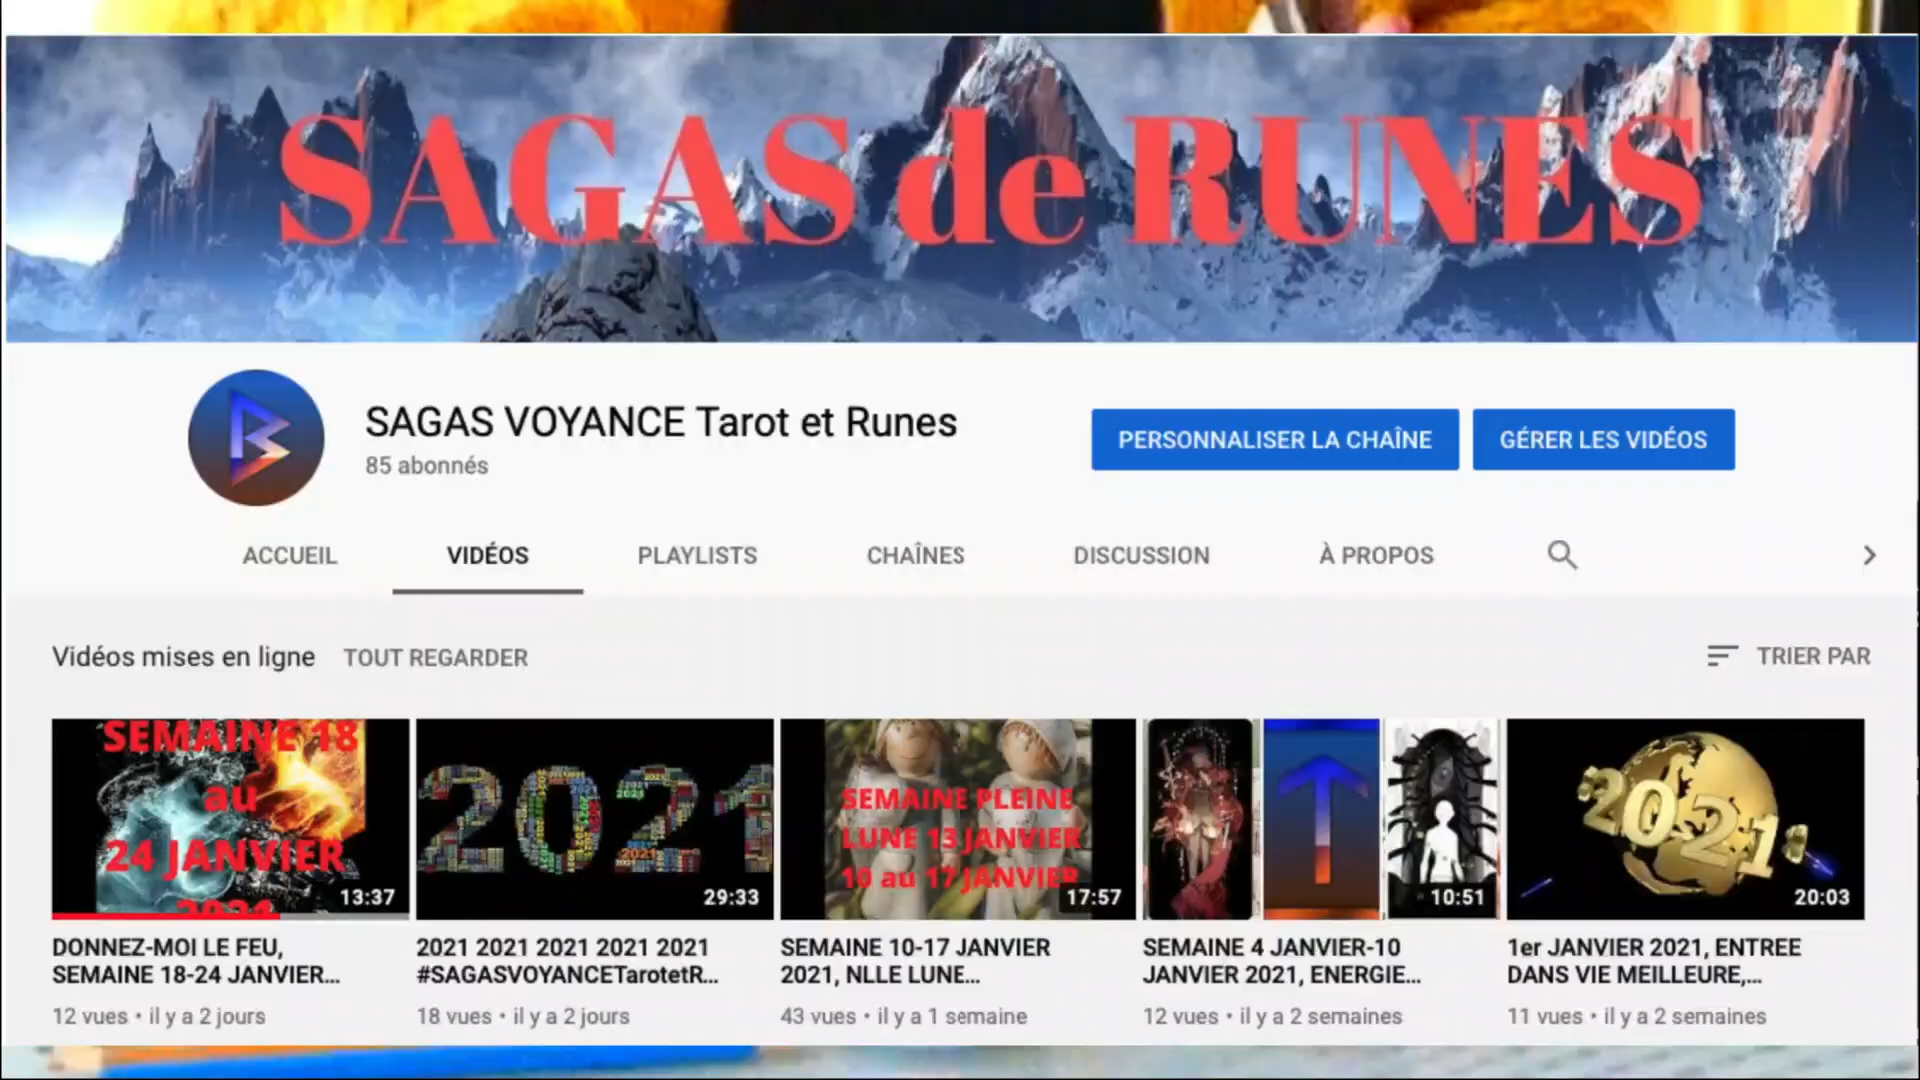 SAGAS de RUNES
SAGAS VOYANCE Tarot et Runes
85 abonnés
PERSONNALISER LA CHAÎNE
GÉRER LES VIDÉOS
ACCUEIL
VIDÉOS
PLAYLISTS
CHAÎNES
DISCUSSION
À PROPOS
Vidéos mises en ligne
TOUT REGARDER
TRIER PAR
SEMAINE 18
au
24 JANVIER
2021
13:37
DONNEZ-MOI LE FEU,
SEMAINE 18-24 JANVIER...
12 vues • il y a 2 jours
2021
29:33
2021 2021 2021 2021 2021
#SAGASVOYANCETarotetR...
18 vues • il y a 2 jours
SEMAINE PLEINE
LUNE 13 JANVIER
10 au 17 JANVIER
17:57
SEMAINE 10-17 JANVIER
2021, NLLE LUNE...
43 vues • il y a 1 semaine
10:51
SEMAINE 4 JANVIER-10
JANVIER 2021, ENERGIE...
12 vues • il y a 2 semaines
2021
20:03
1er JANVIER 2021, ENTREE
DANS VIE MEILLEURE,...
11 vues • il y a 2 semaines